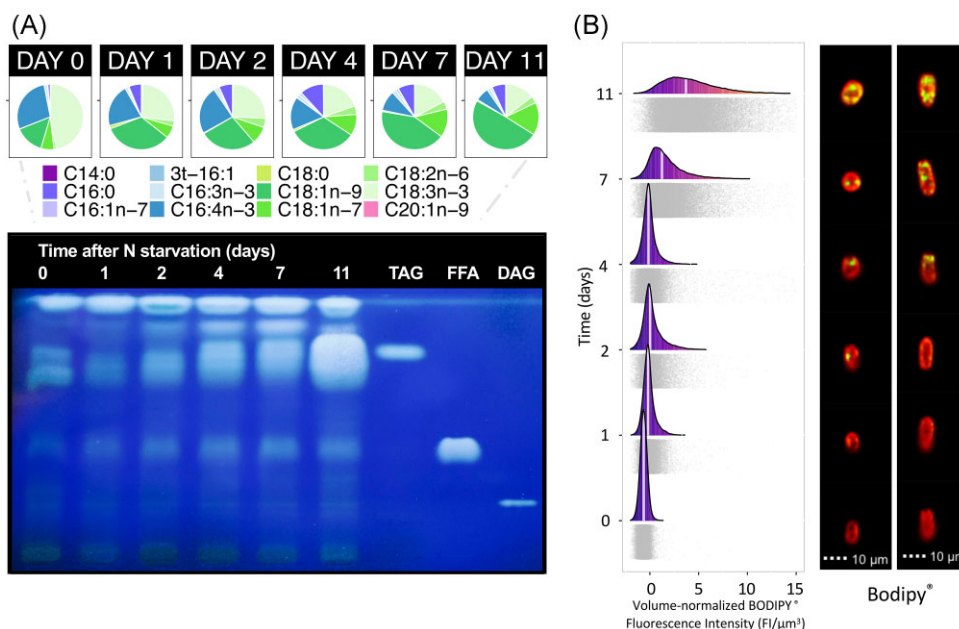 (A)
DAY 0 DAY 1 DAY 2 DAY 4 DAY 7 DAY 11
C14:0 3t−16:1 C18:0 C18:2n−6
C16:0 C16:3n−3 C18:1n−9 C18:3n−3
C16:1n−7 C16:4n−3 C18:1n−7 C20:1n−9
Time after N starvation (days)
0 1 2 4 7 11 TAG FFA DAG
(B)
11
7
4
2
1
0
Time (days)
0 5 10 15
Volume-normalized BODIPY®
Fluorescence Intensity (FI/µm³)
10 µm 10 µm
Bodipy®